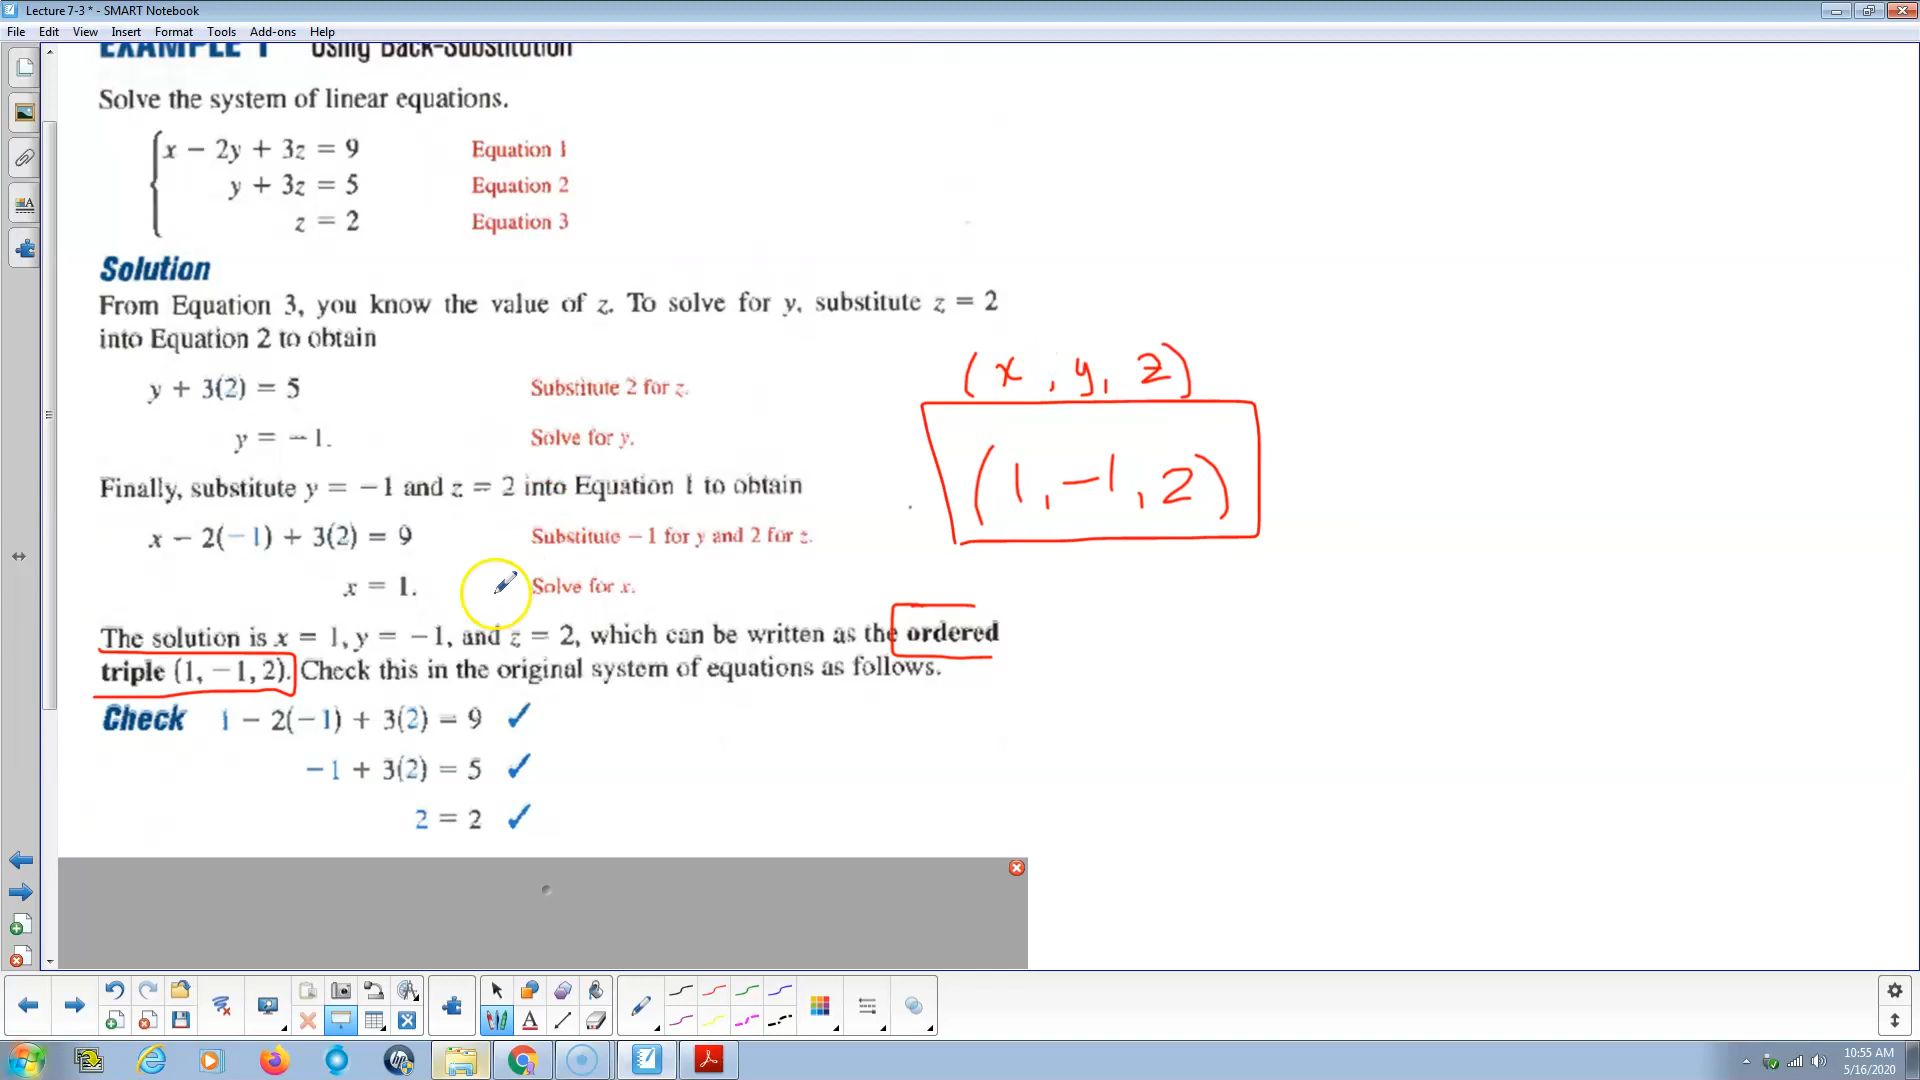 Lecture 7-3 * - SMART Notebook
File Edit View Insert Format Tools Add-ons Help
EXAMPLE 1 Using Back-Substitution
Solve the system of linear equations.
x − 2y + 3z = 9 Equation 1
y + 3z = 5 Equation 2
z = 2 Equation 3
Solution
From Equation 3, you know the value of z. To solve for y, substitute z = 2
into Equation 2 to obtain
y + 3(2) = 5 Substitute 2 for z.
y = −1. Solve for y.
Finally, substitute y = −1 and z = 2 into Equation 1 to obtain
x − 2(−1) + 3(2) = 9 Substitute −1 for y and 2 for z.
x = 1. Solve for x.
The solution is x = 1, y = −1, and z = 2, which can be written as the ordered
triple (1, −1, 2). Check this in the original system of equations as follows.
Check 1 − 2(−1) + 3(2) = 9 ✓
−1 + 3(2) = 5 ✓
2 = 2 ✓
(x, y, z)
(1, −1, 2)
10:55 AM
5/16/2020